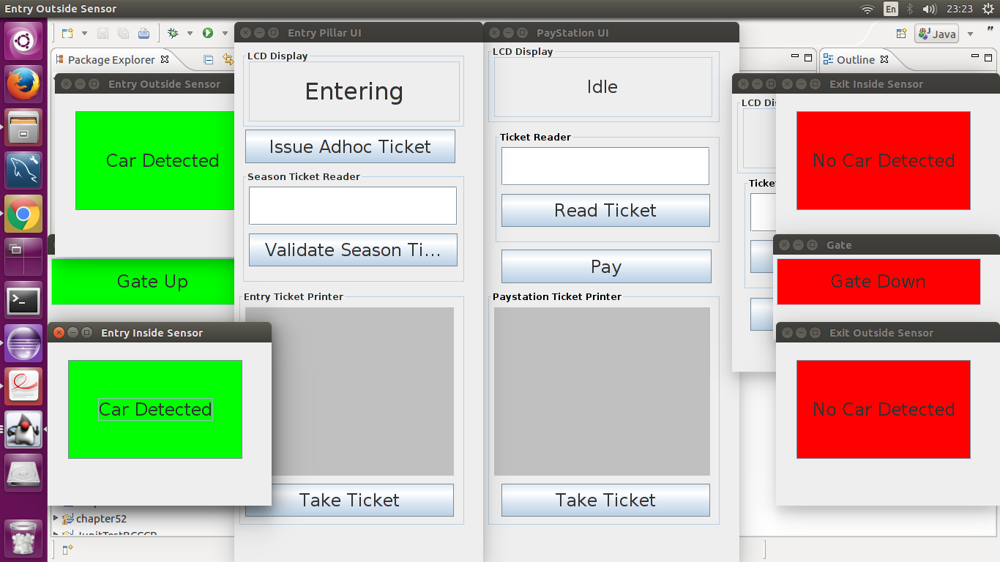 Entry Outside Sensor
En
23:23
Java
Package Explorer
Outline
Entry Outside Sensor
Car Detected
Gate Up
Entry Inside Sensor
Car Detected
chapter52
Entry Pillar UI
LCD Display
Entering
Issue Adhoc Ticket
Season Ticket Reader
Validate Season Ti...
Entry Ticket Printer
Take Ticket
PayStation UI
LCD Display
Idle
Ticket Reader
Read Ticket
Pay
Paystation Ticket Printer
Take Ticket
LCD Di
Ticke
Exit Inside Sensor
No Car Detected
Gate
Gate Down
Exit Outside Sensor
No Car Detected